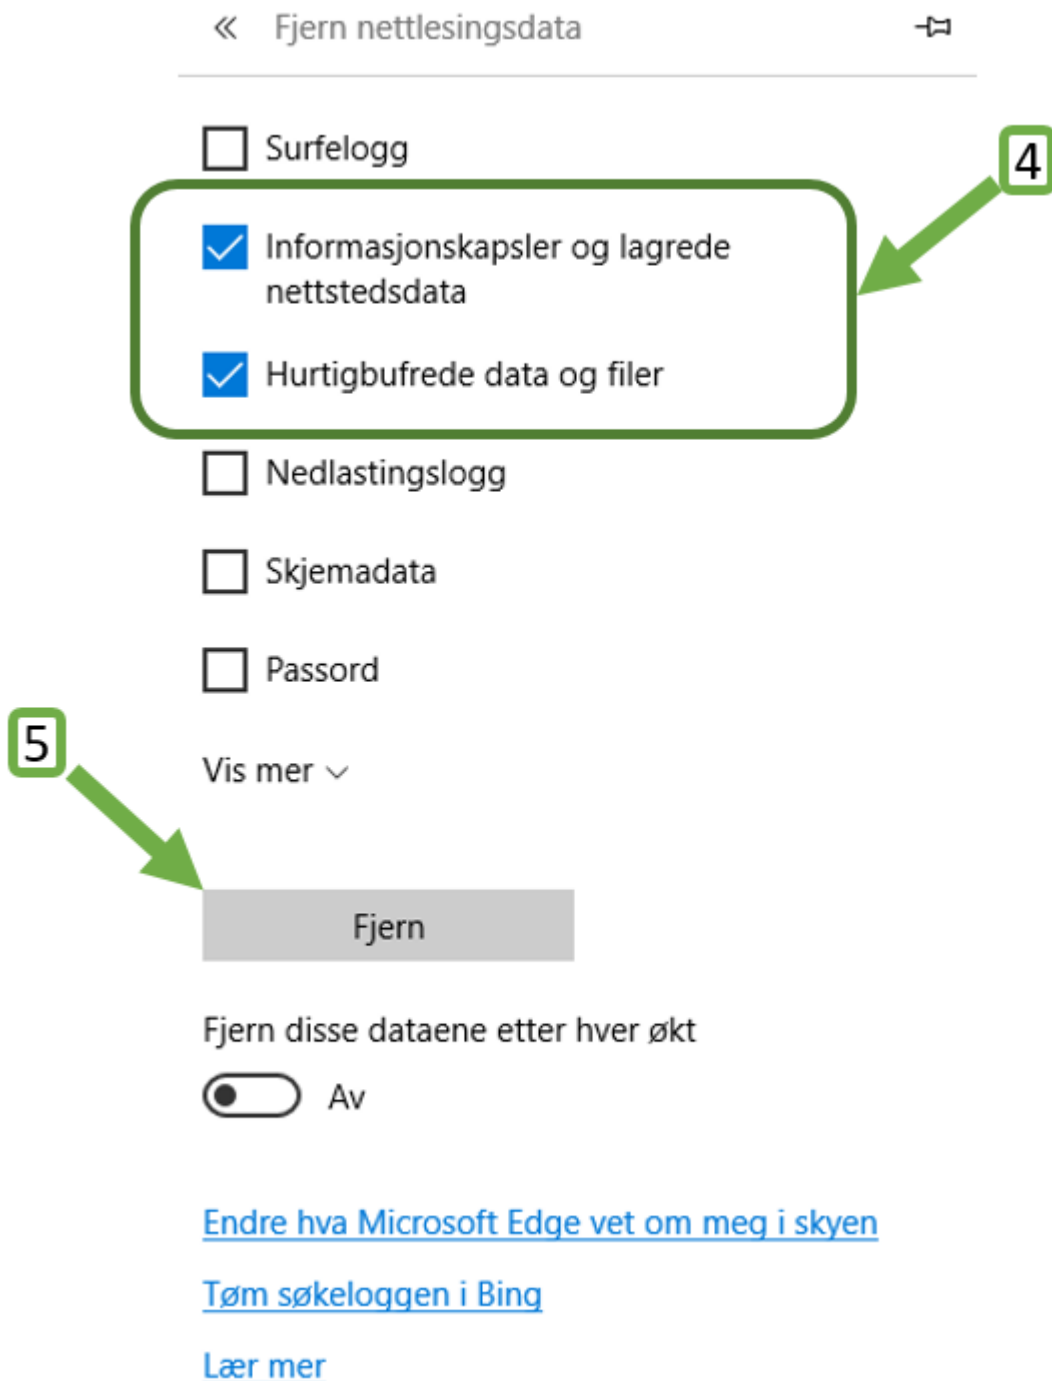 « Fjern nettlesingsdata
Surfelogg
4
Informasjonskapsler og lagrede
nettstedsdata
Hurtigbufrede data og filer
Nedlastingslogg
Skjemadata
Passord
5
Vis mer
Fjern
Fjern disse dataene etter hver økt
Av
Endre hva Microsoft Edge vet om meg i skyen
Tøm søkeloggen i Bing
Lær mer